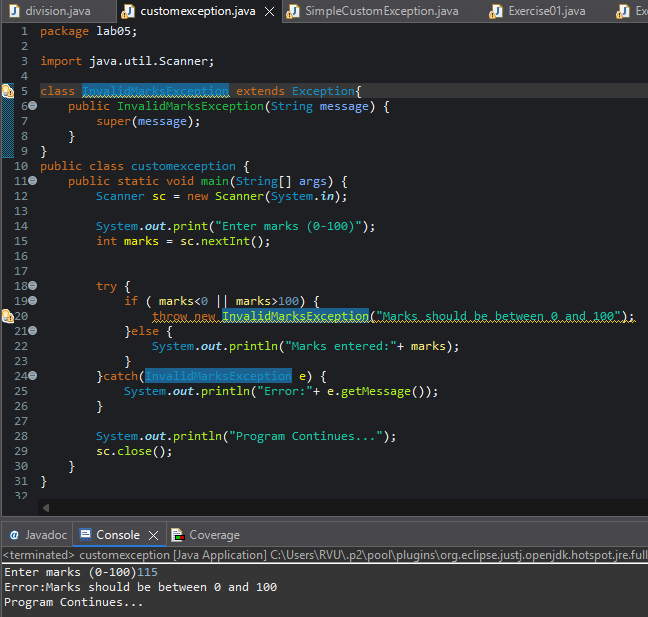 division.java customexception.java SimpleCustomException.java Exercise01.java Ex
1 package lab05;
2
3 import java.util.Scanner;
4
5 class InvalidMarksException extends Exception{
6 public InvalidMarksException(String message) {
7 super(message);
8 }
9 }
10 public class customexception {
11 public static void main(String[] args) {
12 Scanner sc = new Scanner(System.in);
13
14 System.out.print("Enter marks (0-100)");
15 int marks = sc.nextInt();
16
17
18 try {
19 if ( marks<0 || marks>100) {
20 throw new InvalidMarksException("Marks should be between 0 and 100");
21 }else {
22 System.out.println("Marks entered:"+ marks);
23 }
24 }catch(InvalidMarksException e) {
25 System.out.println("Error:"+ e.getMessage());
26 }
27
28 System.out.println("Program Continues...");
29 sc.close();
30 }
31 }
32
@ Javadoc Console Coverage
<terminated> customexception [Java Application] C:\Users\RVU\.p2\pool\plugins\org.eclipse.justj.openjdk.hotspot.jre.full
Enter marks (0-100)115
Error:Marks should be between 0 and 100
Program Continues...